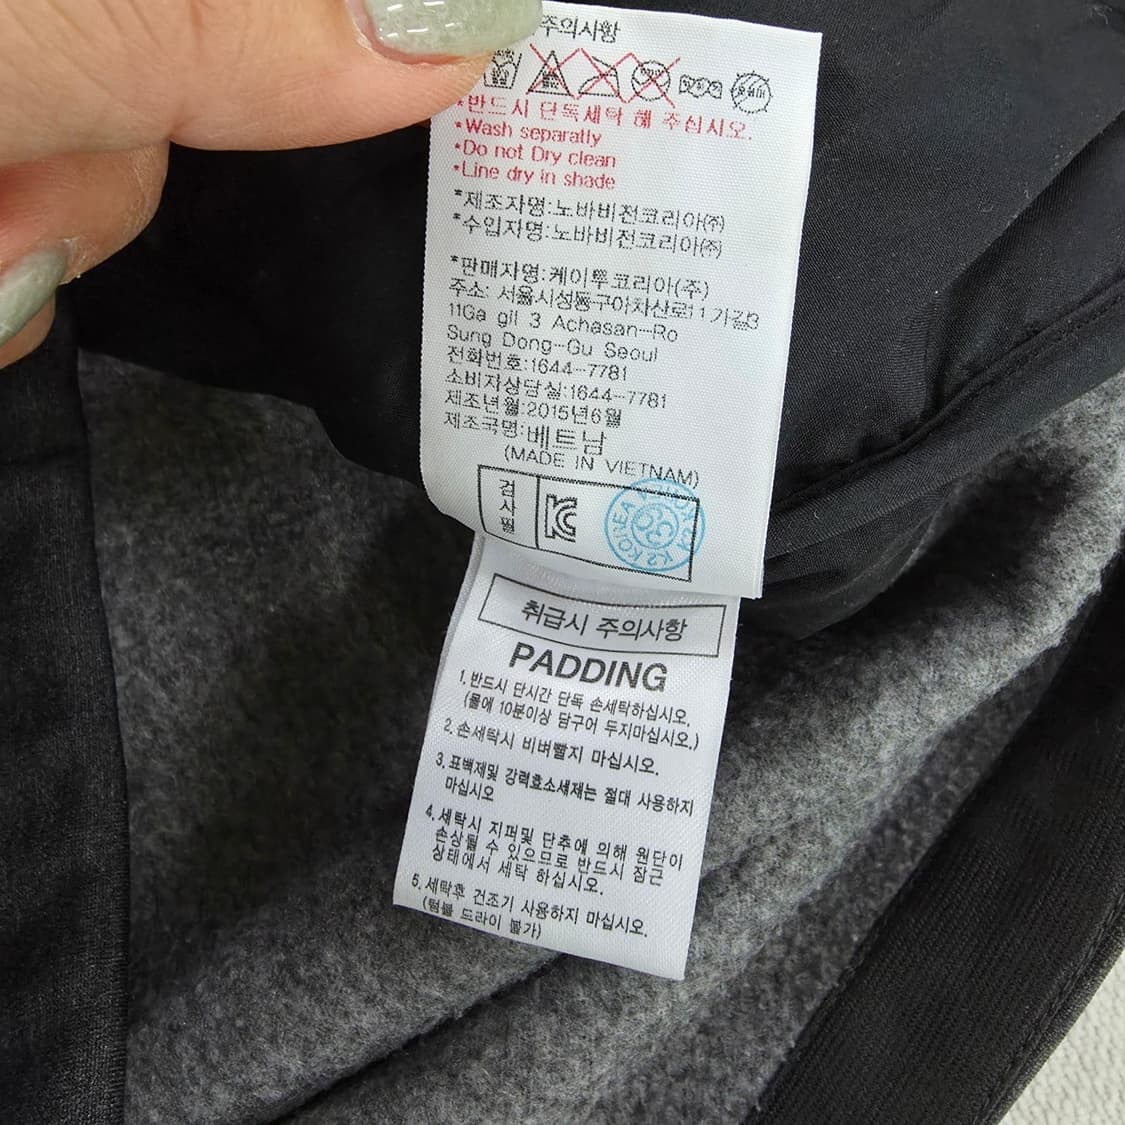 주의사항
*반드시 단독세탁 해 주십시오.
*Wash separatly
*Do not Dry clean
*Line dry in shade
*제조자명:노바비젼코리아(주)
*수입자명:노바비젼코리아(주)
*판매자명:케이투코리아(주)
주소: 서울시성동구아차산로11가길3
11Ga gil 3 Achasan-Ro
Sung Dong-Gu Seoul
전화번호:1644-7781
소비자상담실:1644-7781
제조년월:2015년6월
제조국명:베트남
(MADE IN VIETNAM)
검사필
K2 KOREA
취급시 주의사항
PADDING
1.반드시 단시간 단독 손세탁하십시오.
(물에 10분이상 담구어 두지마십시오.)
2.손세탁시 비벼빨지 마십시오.
3.표백제및 강력효소세제는 절대 사용하지
마십시오
4.세탁시 지퍼및 단추에 의해 원단이
손상될 수 있으므로 반드시 잠근
상태에서 세탁 하십시오.
5.세탁후 건조기 사용하지 마십시오.
(텀블 드라이 불가)